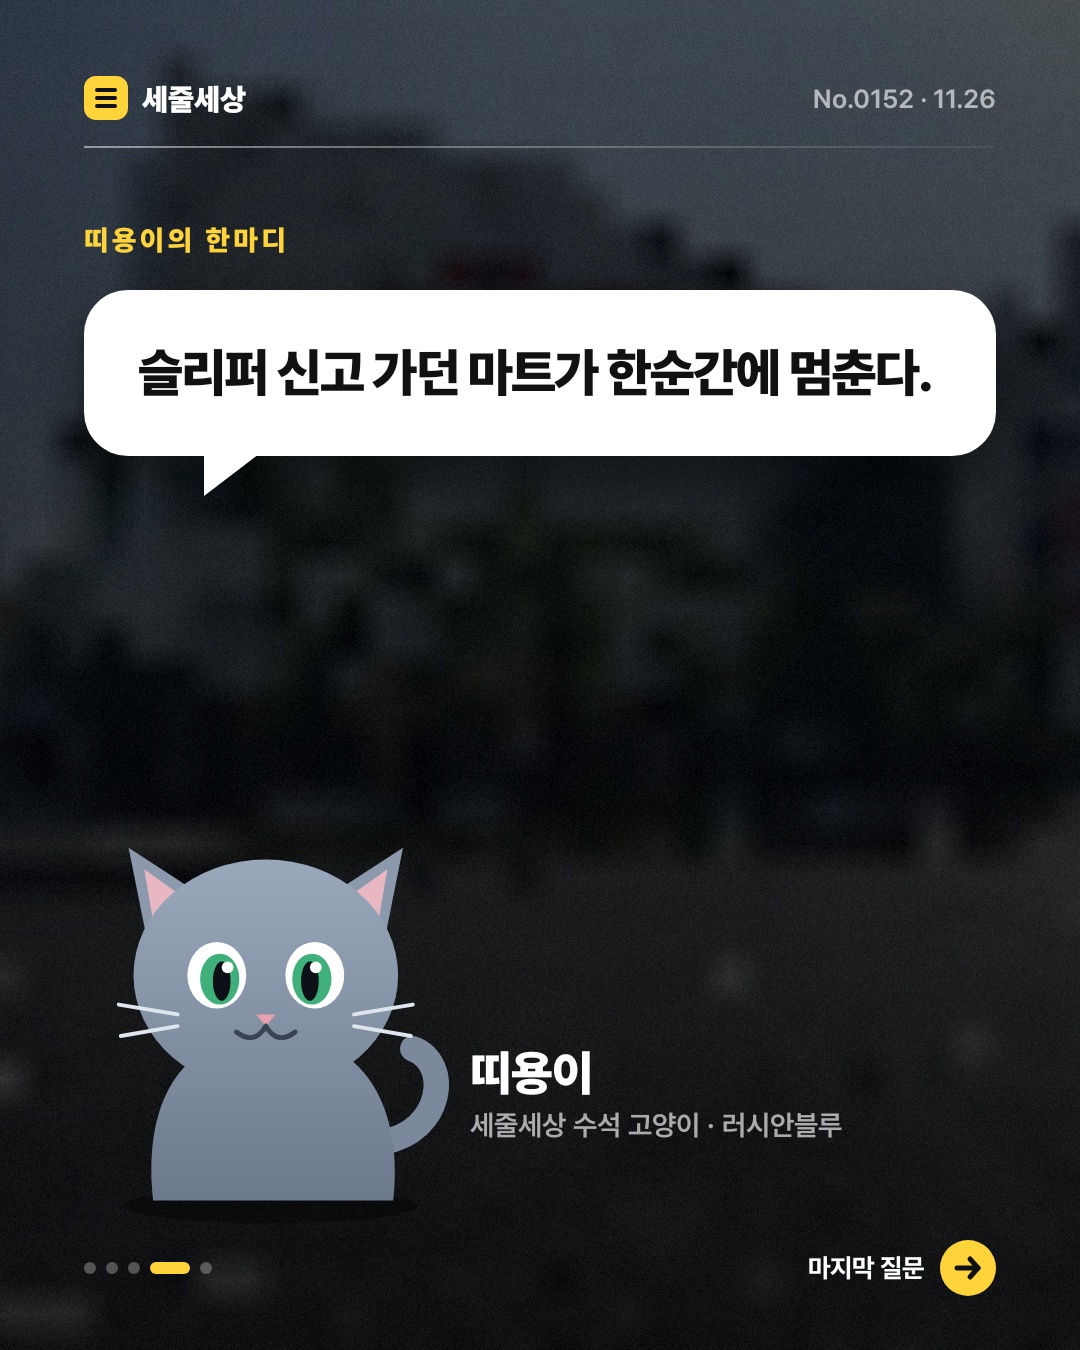 세줄세상
No.0152 · 11.26
띠용이의 한마디
슬리퍼 신고 가던 마트가 한순간에 멈춘다.
띠용이
세줄세상 수석 고양이 · 러시안블루
마지막 질문